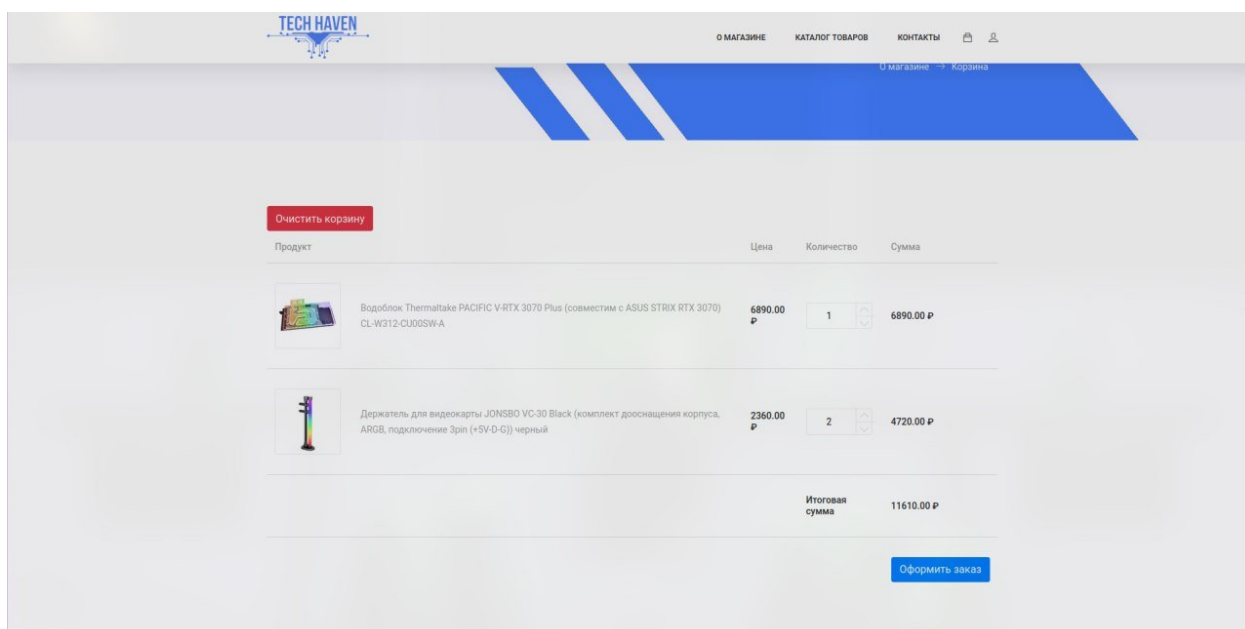 TECH HAVEN
О МАГАЗИНЕ КАТАЛОГ ТОВАРОВ КОНТАКТЫ
О магазине → Корзина
Очистить корзину
Продукт Цена Количество Сумма
Водоблок Thermaltake PACIFIC V-RTX 3070 Plus (совместим с ASUS STRIX RTX 3070)
CL-W312-CU00SW-A
6890.00
₽
1
6890.00 ₽
Держатель для видеокарты JONSBO VC-30 Black (комплект дооснащения корпуса,
ARGB, подключение 3pin (+5V-D-G)) черный
2360.00
₽
2
4720.00 ₽
Итоговая
сумма
11610.00 ₽
Оформить заказ